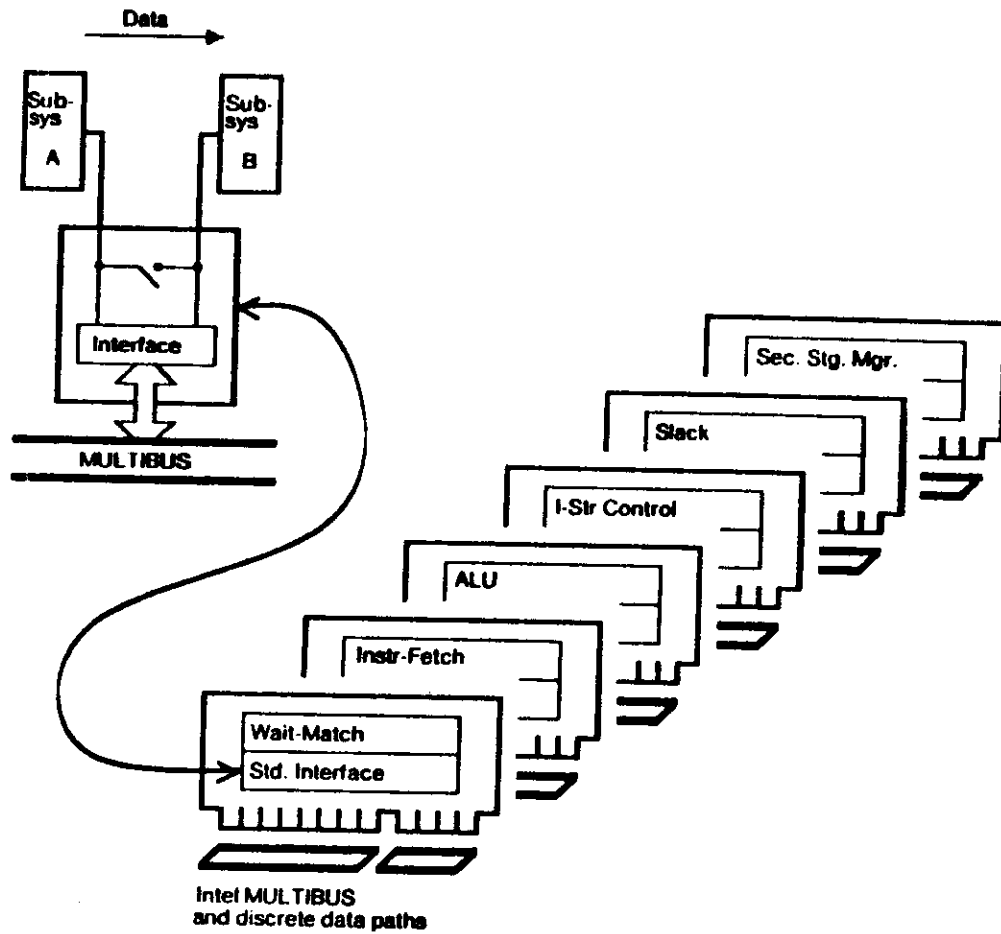 Data
Sub-
sys
A
Sub-
sys
B
Interface
MULTIBUS
Sec. Stg. Mgr.
Slack
I-Str Control
ALU
Instr-Fetch
Wait-Match
Std. Interface
Intel MULTIBUS
and discrete data paths